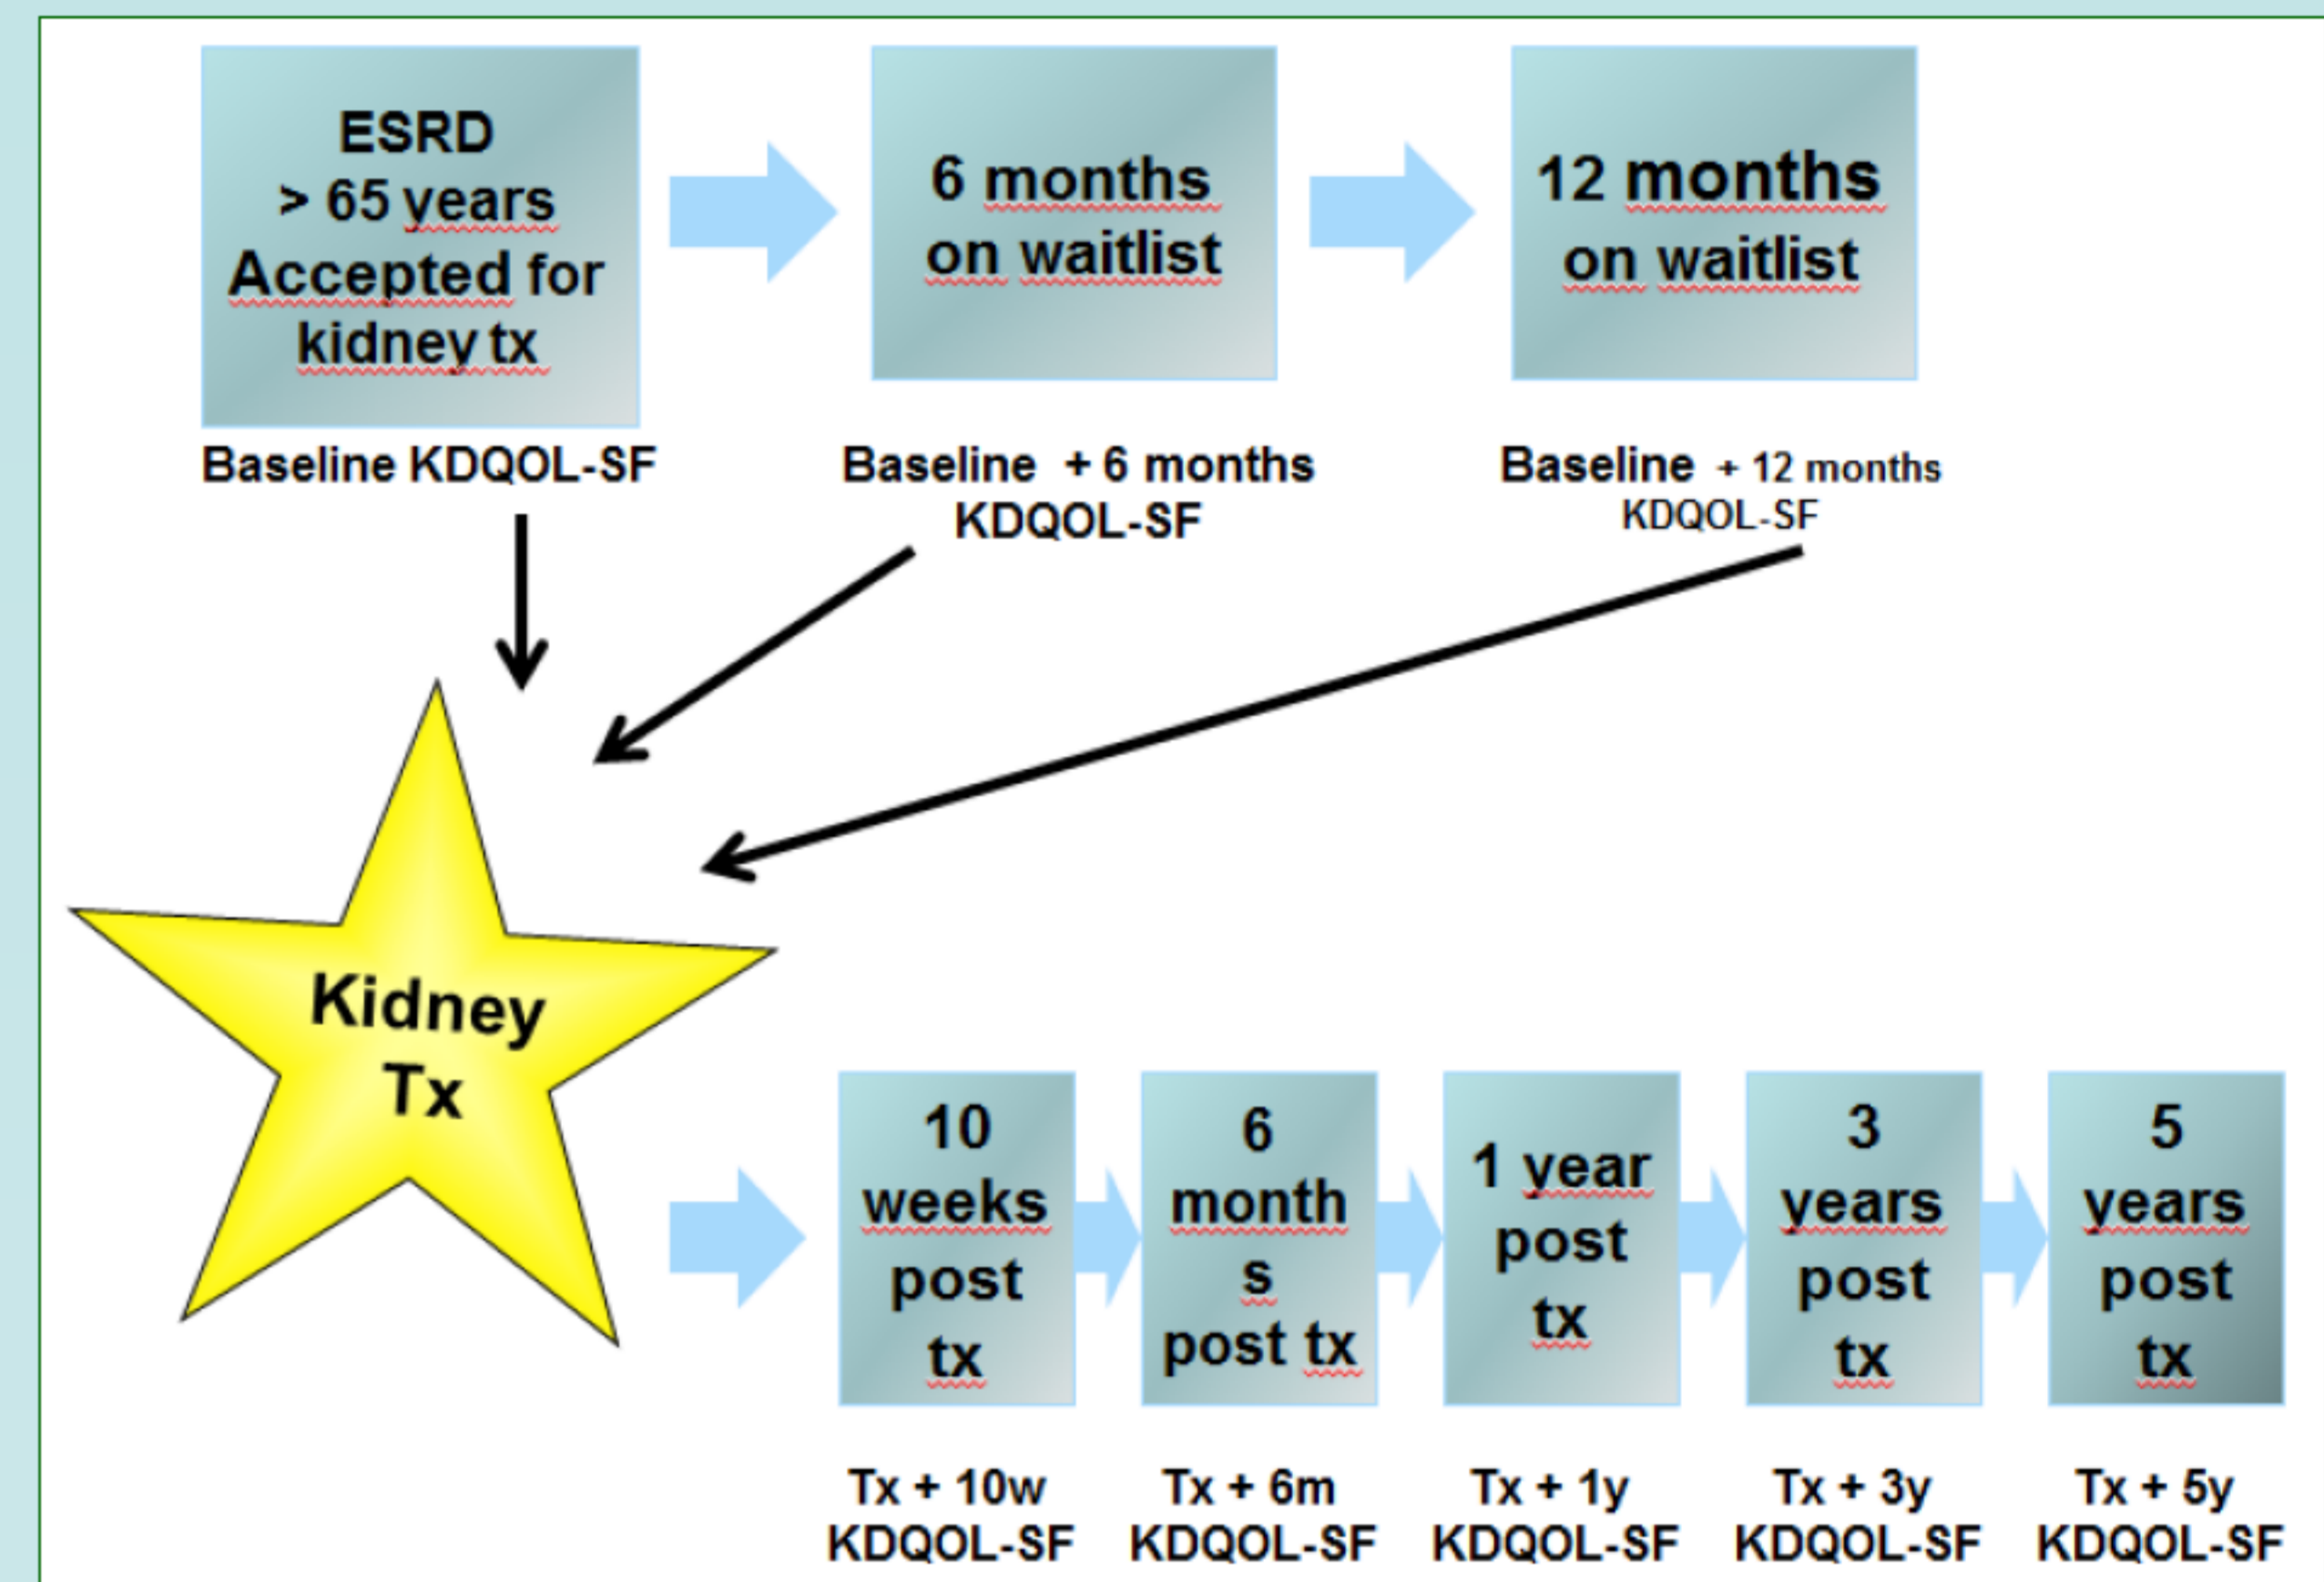 ESRD
> 65 years
Accepted for
kidney tx
6 months
on waitlist
12 months
on waitlist
Baseline KDQOL-SF
Baseline + 6 months
KDQOL-SF
Baseline + 12 months
KDQOL-SF
Kidney
Tx
10
weeks
post
tx
6
month
s
post tx
1 year
post
tx
3
years
post
tx
5
years
post
tx
Tx + 10w
KDQOL-SF
Tx + 6m
KDQOL-SF
Tx + 1y
KDQOL-SF
Tx + 3y
KDQOL-SF
Tx + 5y
KDQOL-SF